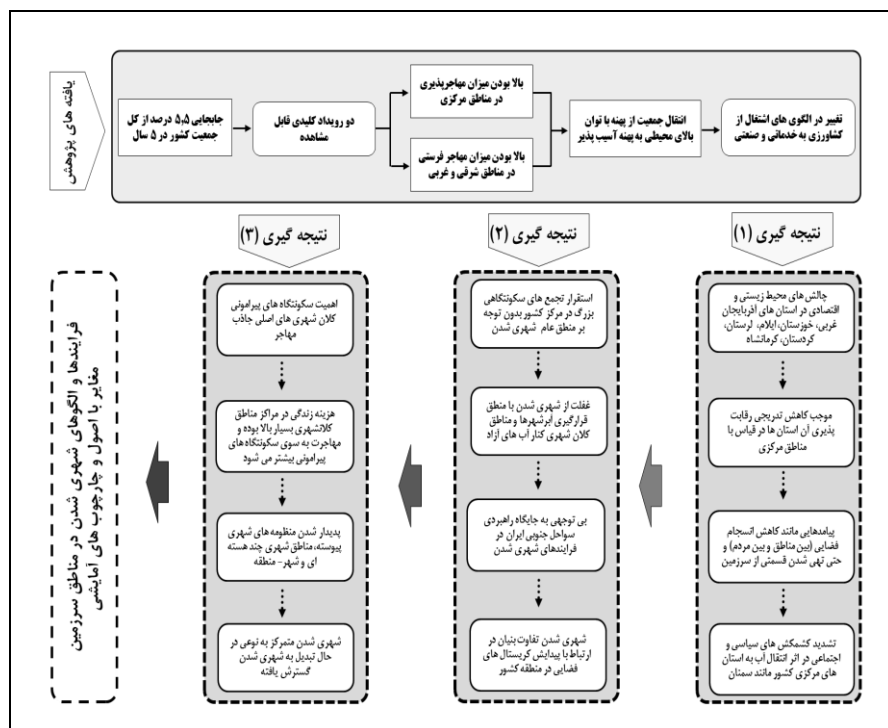 یافته های پژوهش
جابجایی ۵٫۵ درصد از کل
جمعیت کشور در ۵ سال
دو رویداد کلیدی قابل
مشاهده
بالا بودن میزان مهاجرپذیری
در مناطق مرکزی
بالا بودن میزان مهاجر فرستی
در مناطق شرقی و غربی
انتقال جمعیت از پهنه با توان
بالای محیطی به پهنه آسیب پذیر
تغییر در الگوی های اشتغال از
کشاورزی به خدماتی و صنعتی
نتیجه گیری (۱)
چالش های محیط زیستی و
اقتصادی در استان های آذربایجان
غربی، خوزستان، ایلام، لرستان،
کردستان، کرمانشاه
موجب کاهش تدریجی رقابت
پذیری آن استان ها در قیاس با
مناطق مرکزی
پیامدهایی مانند کاهش انسجام
فضایی (بین مناطق و بین مردم) و
حتی تهی شدن قسمتی از سرزمین
تشدید کشمکش های سیاسی و
اجتماعی در اثر انتقال آب به استان
های مرکزی کشور مانند سمنان
نتیجه گیری (۲)
استقرار تجمع های سکونتگاهی
بزرگ در مرکز کشور بدون توجه
بر منطق عام شهری شدن
غفلت از شهری شدن با منطق
قرارگیری اَبَرشهرها و مناطق
کلان شهری کنار آب های آزاد
بی توجهی به جایگاه راهبردی
سواحل جنوبی ایران در
فرایندهای شهری شدن
شهری شدن تفاوت بنیان در
ارتباط با پیدایش کریستال های
فضایی در منطقه کشور
نتیجه گیری (۳)
اهمیت سکونتگاه های پیرامونی
کلان شهری های اصلی جاذب
مهاجر
هزینه زندگی در مراکز مناطق
کلانشهری بسیار بالا بوده و
مهاجرت به سوی سکونتگاه های
پیرامونی بیشتر می شود
پدیدار شدن منظومه های شهری
پیوسته، مناطق شهری چند هسته
ای و شهر- منطقه
شهری شدن متمرکز به نوعی در
حال تبدیل به شهری شدن
گسترش یافته
فرایندها و الگوهای شهری شدن در مناطق سرزمین
مغایر با اصول و چارچوب های آمایشی